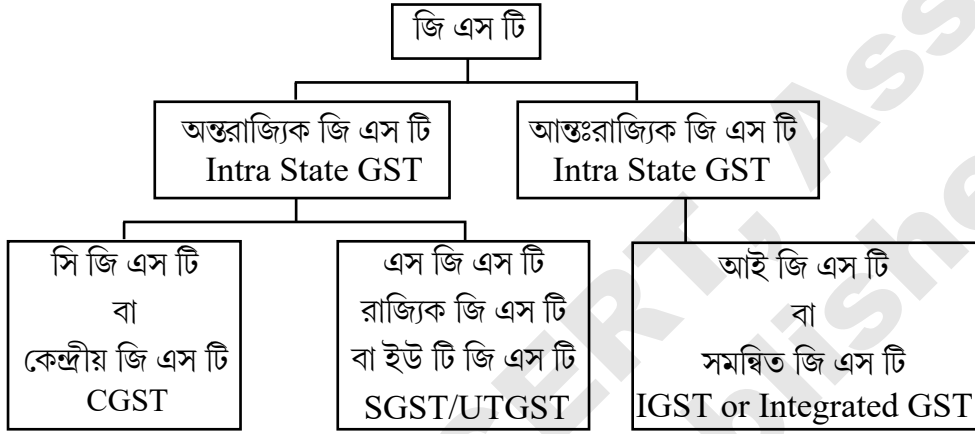 জি এস টি
অন্তরাজ্যিক জি এস টি
Intra State GST
আন্তঃরাজ্যিক জি এস টি
Intra State GST
সি জি এস টি
বা
কেন্দ্রীয় জি এস টি
CGST
এস জি এস টি
রাজ্যিক জি এস টি
বা ইউ টি জি এস টি
SGST/UTGST
আই জি এস টি
বা
সমন্বিত জি এস টি
IGST or Integrated GST